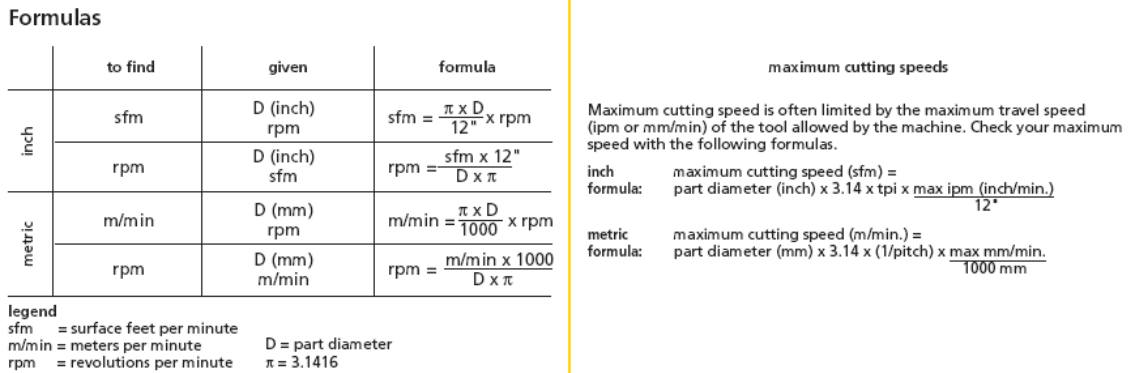 Formulas
to find given formula
inch
sfm
D (inch)
rpm
sfm = π x D / 12" x rpm
rpm
D (inch)
sfm
rpm = sfm x 12" / D x π
metric
m/min
D (mm)
rpm
m/min = π x D / 1000 x rpm
rpm
D (mm)
m/min
rpm = m/min x 1000 / D x π
legend
sfm = surface feet per minute
m/min = meters per minute D = part diameter
rpm = revolutions per minute π = 3.1416
maximum cutting speeds
Maximum cutting speed is often limited by the maximum travel speed
(ipm or mm/min) of the tool allowed by the machine. Check your maximum
speed with the following formulas.
inch maximum cutting speed (sfm) =
formula: part diameter (inch) x 3.14 x tpi x max ipm (inch/min.) / 12"
metric maximum cutting speed (m/min.) =
formula: part diameter (mm) x 3.14 x (1/pitch) x max mm/min. / 1000 mm